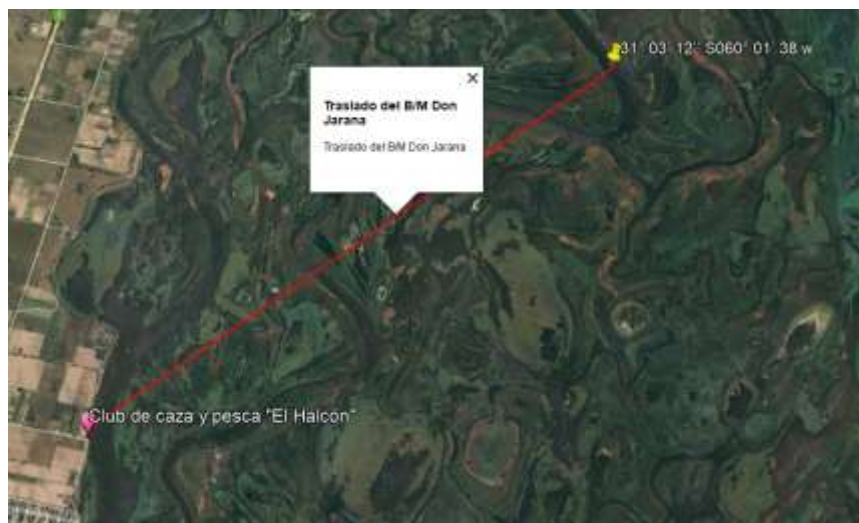 31 03 12'' S060° 01 38 w
Traslado del B/M Don
Jarana
Traslado del B/M Don Jarana
Club de caza y pesca "El Halcon"